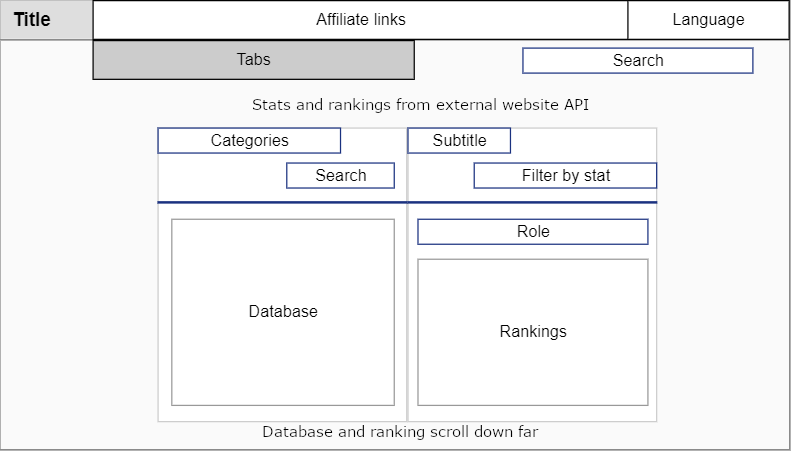 Title
Affiliate links
Language
Tabs
Search
Stats and rankings from external website API
Categories
Subtitle
Search
Filter by stat
Role
Database
Rankings
Database and ranking scroll down far